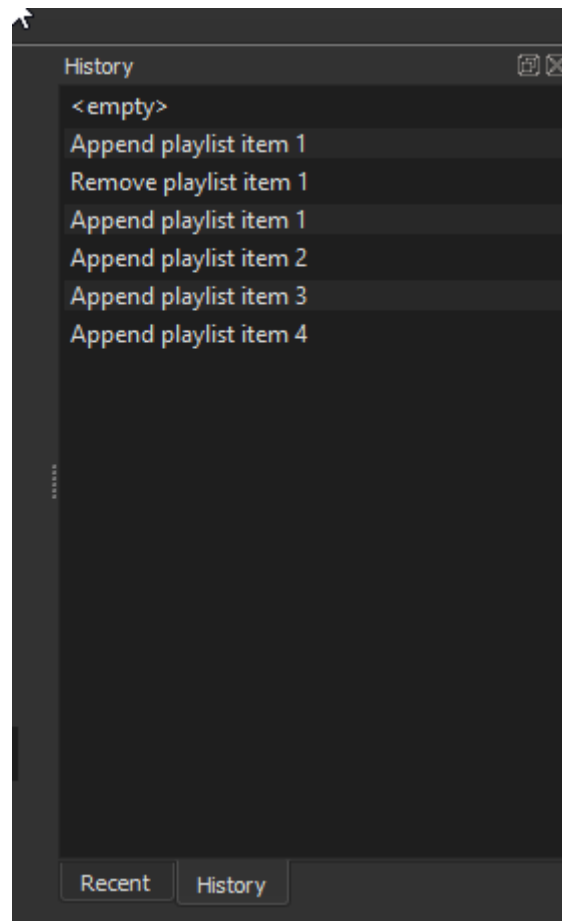 History
<empty>
Append playlist item 1
Remove playlist item 1
Append playlist item 1
Append playlist item 2
Append playlist item 3
Append playlist item 4
Recent History